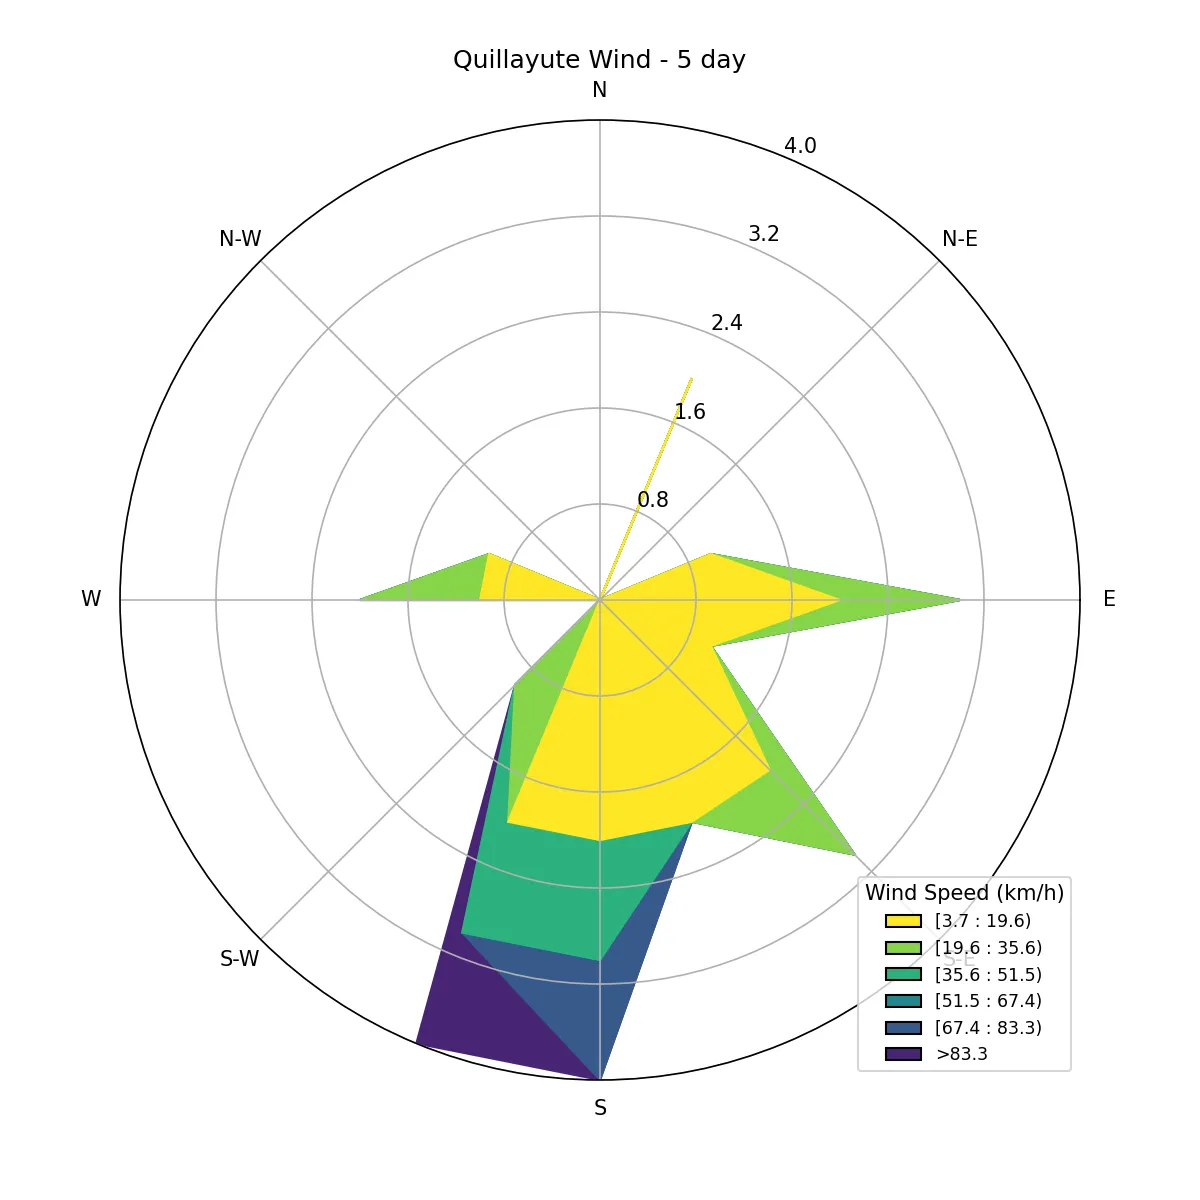 Quillayute Wind - 5 day
N
4.0
N-W
3.2
N-E
2.4
1.6
0.8
W
E
Wind Speed (km/h)
[3.7 : 19.6)
[19.6 : 35.6)
S-W
S-E
[35.6 : 51.5)
[51.5 : 67.4)
[67.4 : 83.3)
>83.3
S